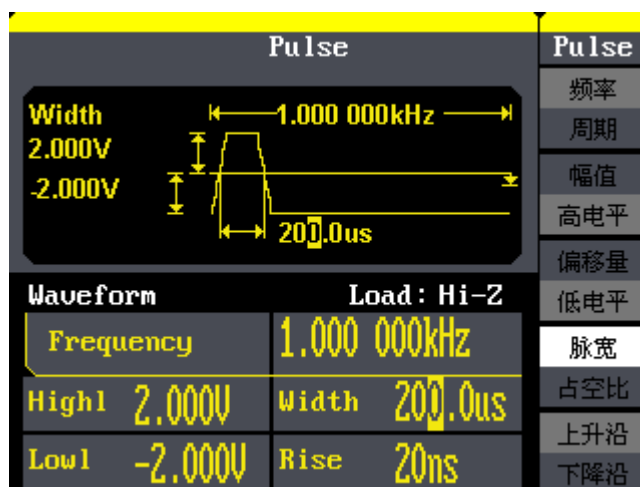 Pulse
Pulse
Width
1.000 000kHz
2.000V
-2.000V
200.0us
频率
周期
幅值
高电平
偏移量
低电平
脉宽
占空比
上升沿
下降沿
Waveform
Load: Hi-Z
Frequency
1.000 000kHz
Highl
2.000V
Width
200.0us
Lowl
-2.000V
Rise
20ns